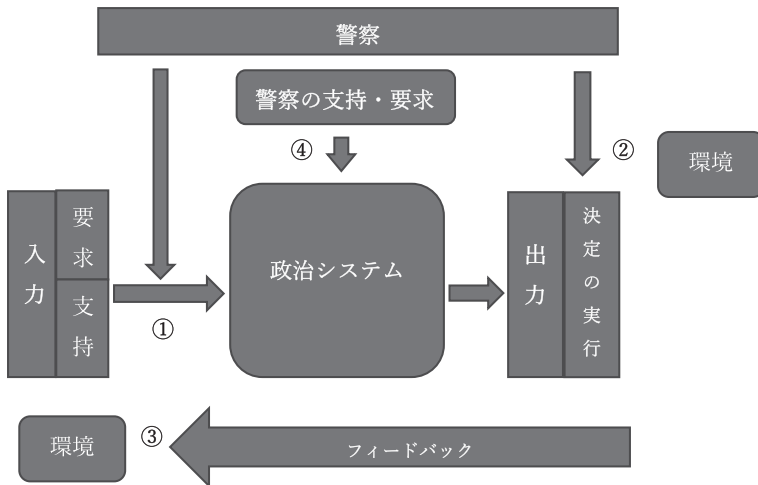 警察
警察の支持・要求
④
②
環境
入力
要求
支持
①
政治システム
出力
決定の実行
環境
③
フィードバック